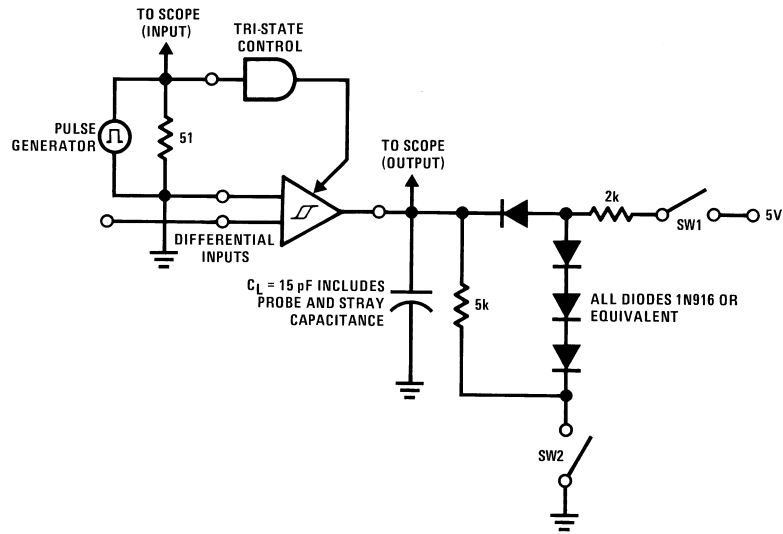 TO SCOPE
(INPUT)
TRI-STATE
CONTROL
PULSE
GENERATOR
51
TO SCOPE
(OUTPUT)
2k
SW1
5V
DIFFERENTIAL
INPUTS
CL = 15 pF INCLUDES
PROBE AND STRAY
CAPACITANCE
5k
ALL DIODES 1N916 OR
EQUIVALENT
SW2